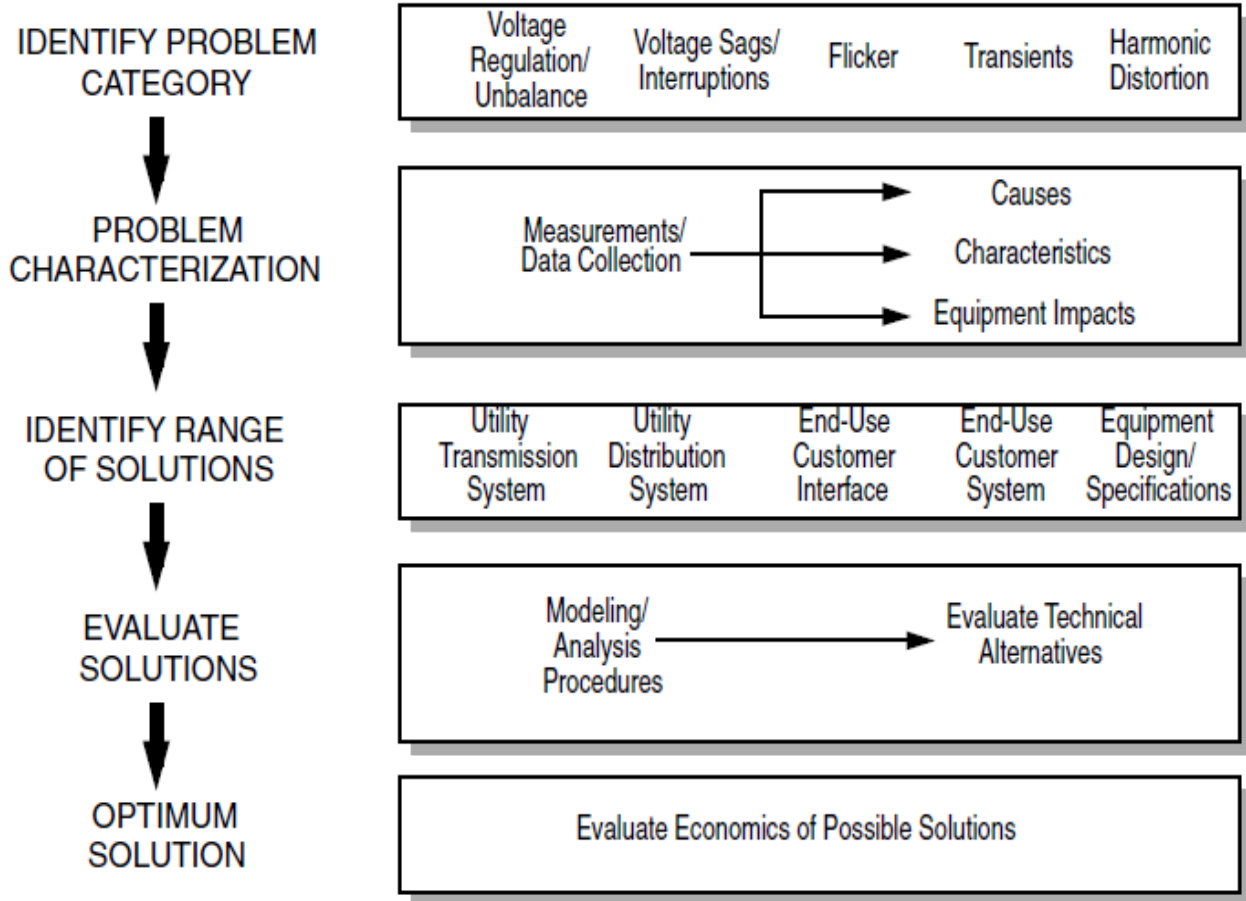 IDENTIFY PROBLEM
CATEGORY
Voltage
Regulation/
Unbalance
Voltage Sags/
Interruptions
Flicker
Transients
Harmonic
Distortion
PROBLEM
CHARACTERIZATION
Measurements/
Data Collection
Causes
Characteristics
Equipment Impacts
IDENTIFY RANGE
OF SOLUTIONS
Utility
Transmission
System
Utility
Distribution
System
End-Use
Customer
Interface
End-Use
Customer
System
Equipment
Design/
Specifications
EVALUATE
SOLUTIONS
Modeling/
Analysis
Procedures
Evaluate Technical
Alternatives
OPTIMUM
SOLUTION
Evaluate Economics of Possible Solutions